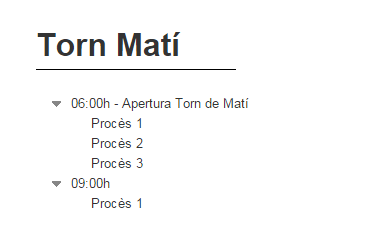 Torn Matí
06:00h - Apertura Torn de Matí
Procès 1
Procès 2
Procès 3
09:00h
Procès 1